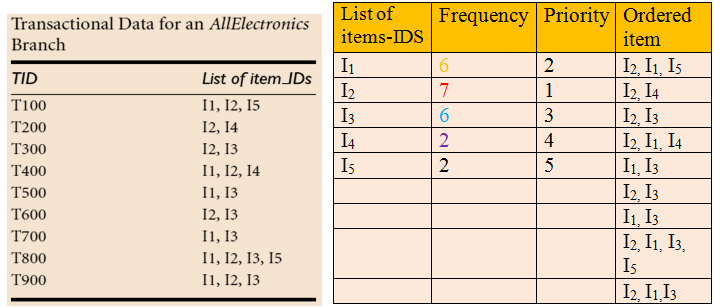 Transactional Data for an AllElectronics
Branch
TID List of item_IDs
T100 I1, I2, I5
T200 I2, I4
T300 I2, I3
T400 I1, I2, I4
T500 I1, I3
T600 I2, I3
T700 I1, I3
T800 I1, I2, I3, I5
T900 I1, I2, I3
List of
items-IDS Frequency Priority Ordered
item
I1 6 2 I2, I1, I5
I2 7 1 I2, I4
I3 6 3 I2, I3
I4 2 4 I2, I1, I4
I5 2 5 I1, I3
I2, I3
I1, I3
I2, I1, I3,
I5
I2, I1,I3